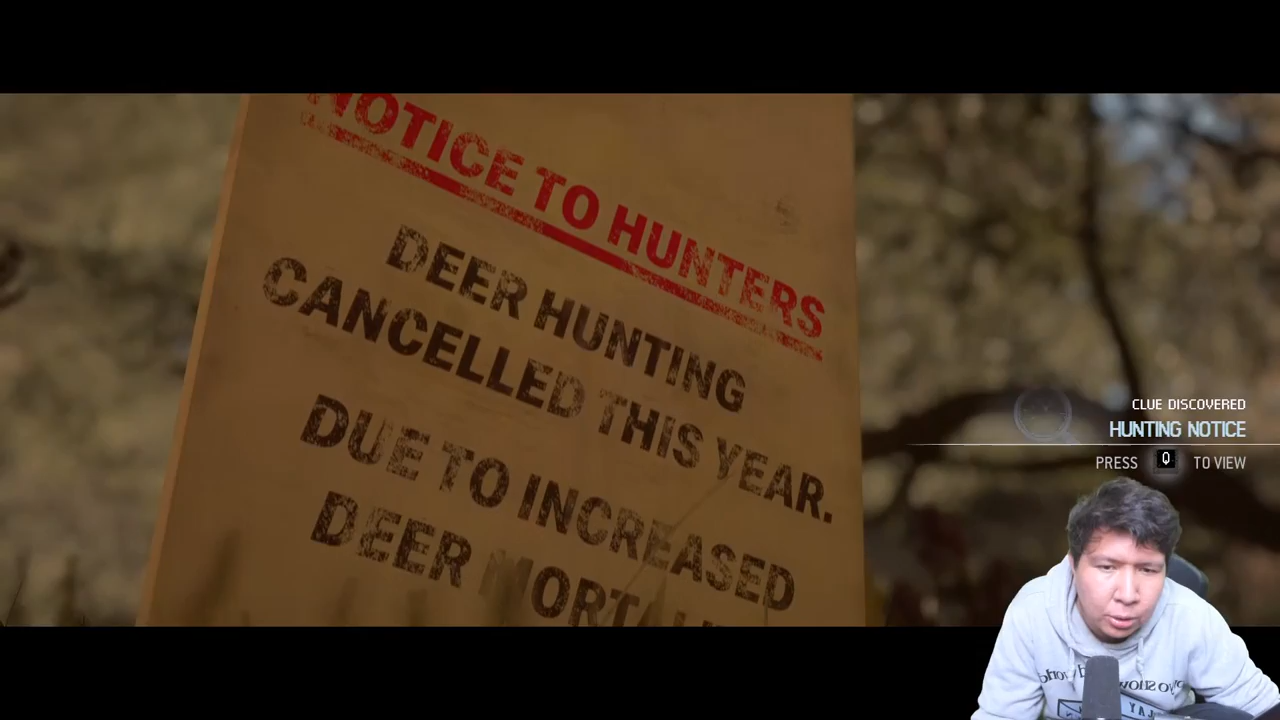 NOTICE TO HUNTERS
DEER HUNTING
CANCELLED THIS YEAR.
DUE TO INCREASED
DEER
CLUE DISCOVERED
HUNTING NOTICE
PRESS Q TO VIEW